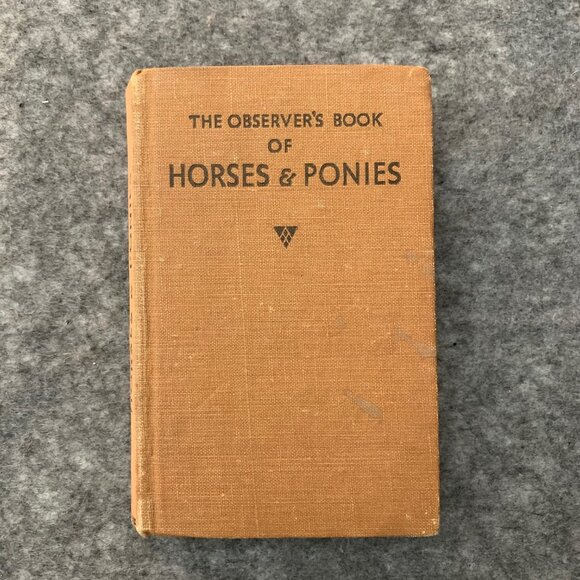 THE OBSERVER'S BOOK
OF
HORSES & PONIES